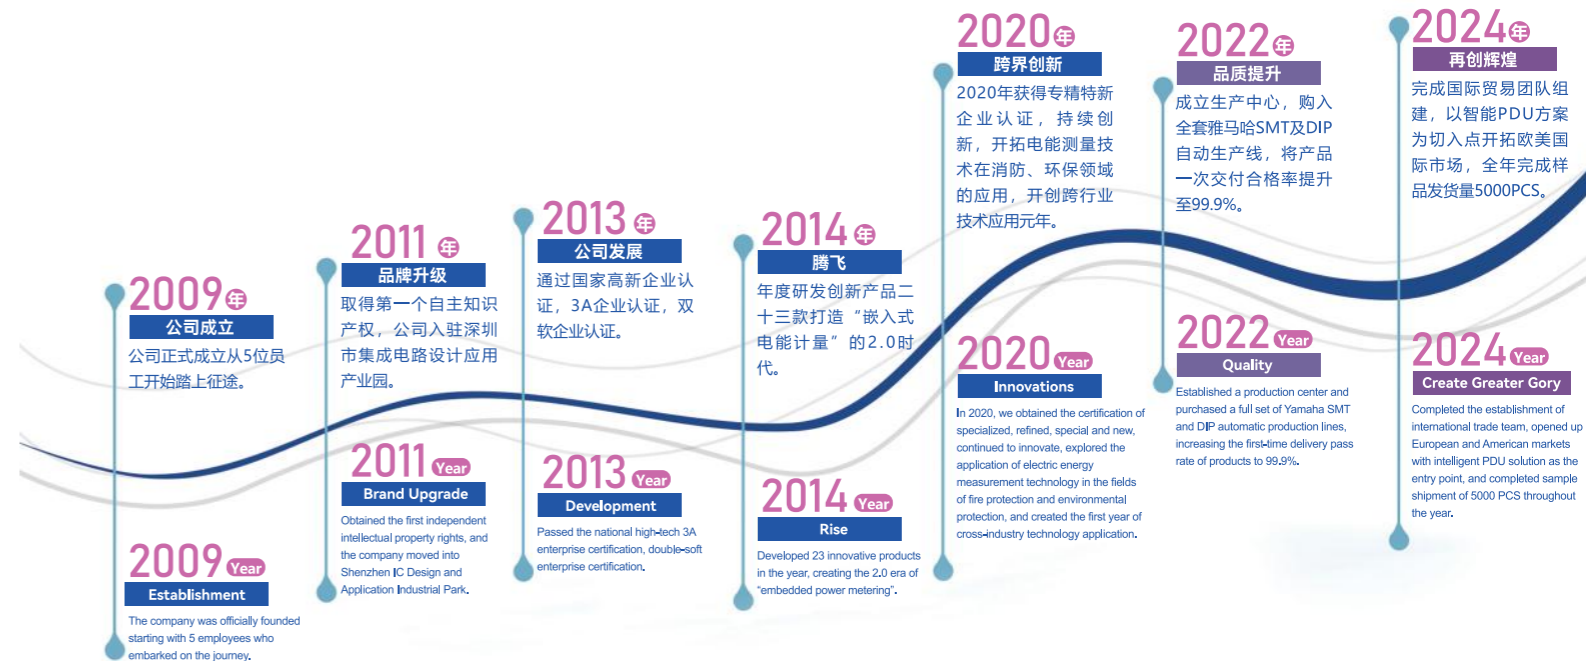 2009年
公司成立
公司正式成立从5位员
工开始踏上征途。
2009 Year
Establishment
The company was officially founded
starting with 5 employees who
embarked on the journey.
2011 年
品牌升级
取得第一个自主知识
产权，公司入驻深圳
市集成电路设计应用
产业园。
2011 Year
Brand Upgrade
Obtained the first independent
intellectual property rights, and
the company moved into
Shenzhen IC Design and
Application Industrial Park.
2013 年
公司发展
通过国家高新企业认
证，3A企业认证，双
软企业认证。
2013 Year
Development
Passed the national high-tech 3A
enterprise certification, double-soft
enterprise certification.
2014 年
腾飞
年度研发创新产品二
十三款打造“嵌入式
电能计量”的2.0时
代。
2014 Year
Rise
Developed 23 innovative products
in the year, creating the 2.0 era of
“embedded power metering”.
2020年
跨界创新
2020年获得专精特新
企业认证，持续创
新，开拓电能测量技
术在消防、环保领域
的应用，开创跨行业
技术应用元年。
2020 Year
Innovations
In 2020, we obtained the certification of
specialized, refined, special and new,
continued to innovate, explored the
application of electric energy
measurement technology in the fields
of fire protection and environmental
protection, and created the first year of
cross-industry technology application.
2022年
品质提升
成立生产中心，购入
全套雅马哈SMT及DIP
自动生产线，将产品
一次交付合格率提升
至99.9%。
2022 Year
Quality
Established a production center and
purchased a full set of Yamaha SMT
and DIP automatic production lines,
increasing the first-time delivery pass
rate of products to 99.9%.
2024年
再创辉煌
完成国际贸易团队组
建，以智能PDU方案
为切入点开拓欧美国
际市场，全年完成样
品发货量5000PCS。
2024 Year
Create Greater Gory
Completed the establishment of
international trade team, opened up
European and American markets
with intelligent PDU solution as the
entry point, and completed sample
shipment of 5000 PCS throughout
the year.